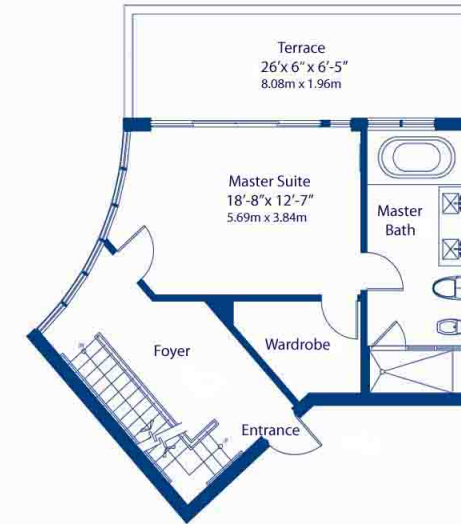 Terrace
26’x 6” x 6’-5”
8.08m x 1.96m
Master Suite
18’-8”x 12’-7”
5.69m x 3.84m
Master
Bath
Foyer
Wardrobe
Entrance